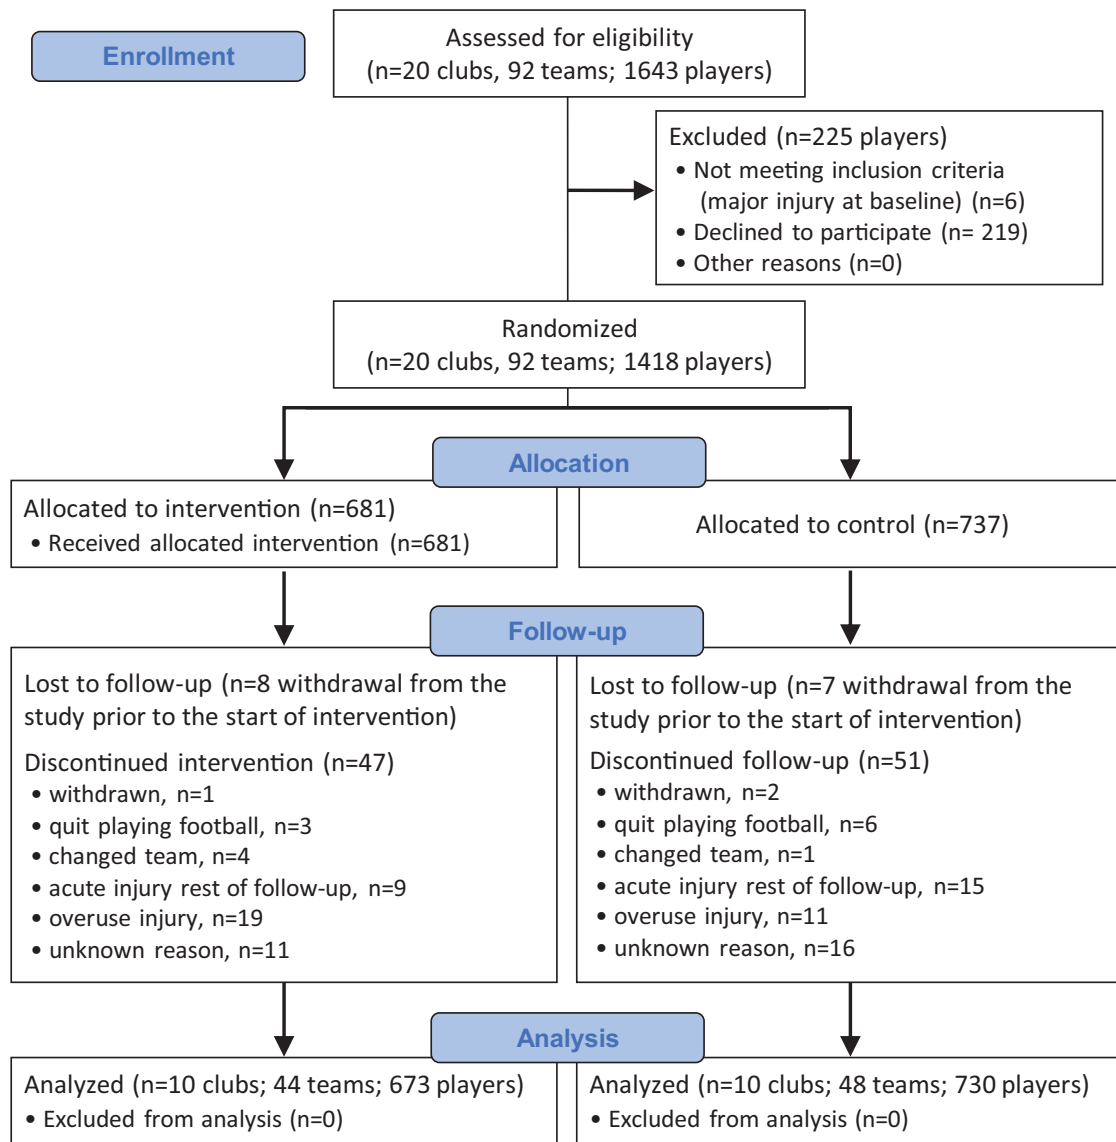 Enrollment
Assessed for eligibility
(n=20 clubs, 92 teams; 1643 players)
Excluded (n=225 players)
• Not meeting inclusion criteria
(major injury at baseline) (n=6)
• Declined to participate (n= 219)
• Other reasons (n=0)
Randomized
(n=20 clubs, 92 teams; 1418 players)
Allocation
Allocated to intervention (n=681)
• Received allocated intervention (n=681)
Allocated to control (n=737)
Follow-up
Lost to follow-up (n=8 withdrawal from the
study prior to the start of intervention)
Discontinued intervention (n=47)
• withdrawn, n=1
• quit playing football, n=3
• changed team, n=4
• acute injury rest of follow-up, n=9
• overuse injury, n=19
• unknown reason, n=11
Lost to follow-up (n=7 withdrawal from the
study prior to the start of intervention)
Discontinued follow-up (n=51)
• withdrawn, n=2
• quit playing football, n=6
• changed team, n=1
• acute injury rest of follow-up, n=15
• overuse injury, n=11
• unknown reason, n=16
Analysis
Analyzed (n=10 clubs; 44 teams; 673 players)
• Excluded from analysis (n=0)
Analyzed (n=10 clubs; 48 teams; 730 players)
• Excluded from analysis (n=0)